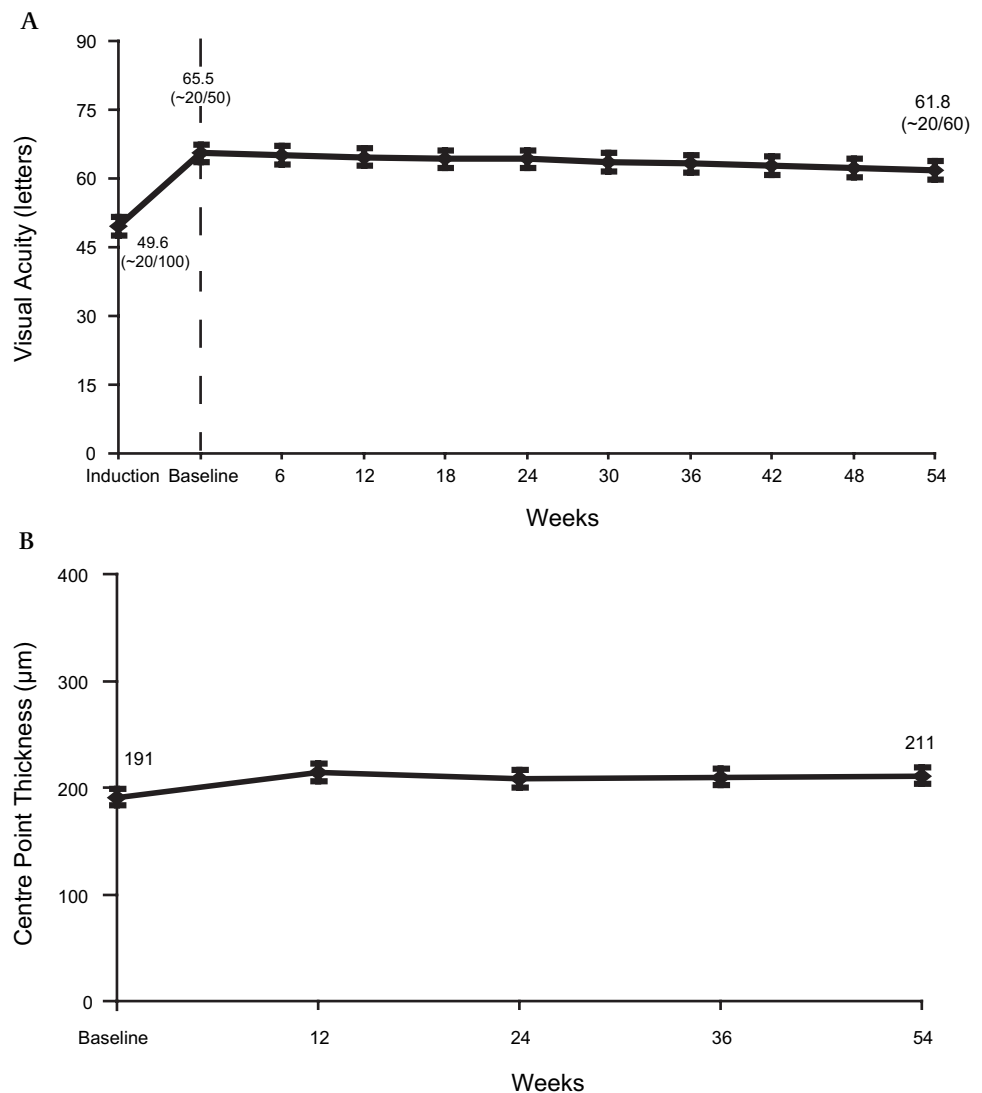 A
90
65.5
(~20/50)
61.8
(~20/60)
75
60
49.6
(~20/100)
45
30
15
0
Visual Acuity (letters)
Induction Baseline 6 12 18 24 30 36 42 48 54
Weeks
B
400
300
191
211
200
100
0
Centre Point Thickness (µm)
Baseline 12 24 36 54
Weeks